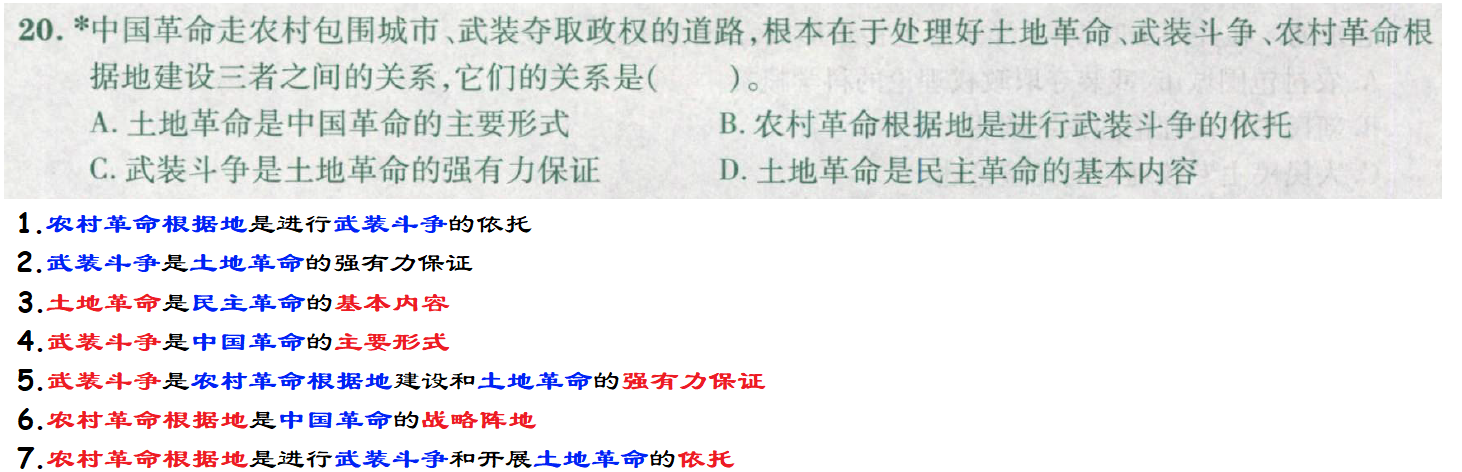 20. *中国革命走农村包围城市、武装夺取政权的道路,根本在于处理好土地革命、武装斗争、农村革命根
据地建设三者之间的关系,它们的关系是(　　)。
A. 土地革命是中国革命的主要形式　　B. 农村革命根据地是进行武装斗争的依托
C. 武装斗争是土地革命的强有力保证　　D. 土地革命是民主革命的基本内容
1.农村革命根据地是进行武装斗争的依托
2.武装斗争是土地革命的强有力保证
3.土地革命是民主革命的基本内容
4.武装斗争是中国革命的主要形式
5.武装斗争是农村革命根据地建设和土地革命的强有力保证
6.农村革命根据地是中国革命的战略阵地
7.农村革命根据地是进行武装斗争和开展土地革命的依托